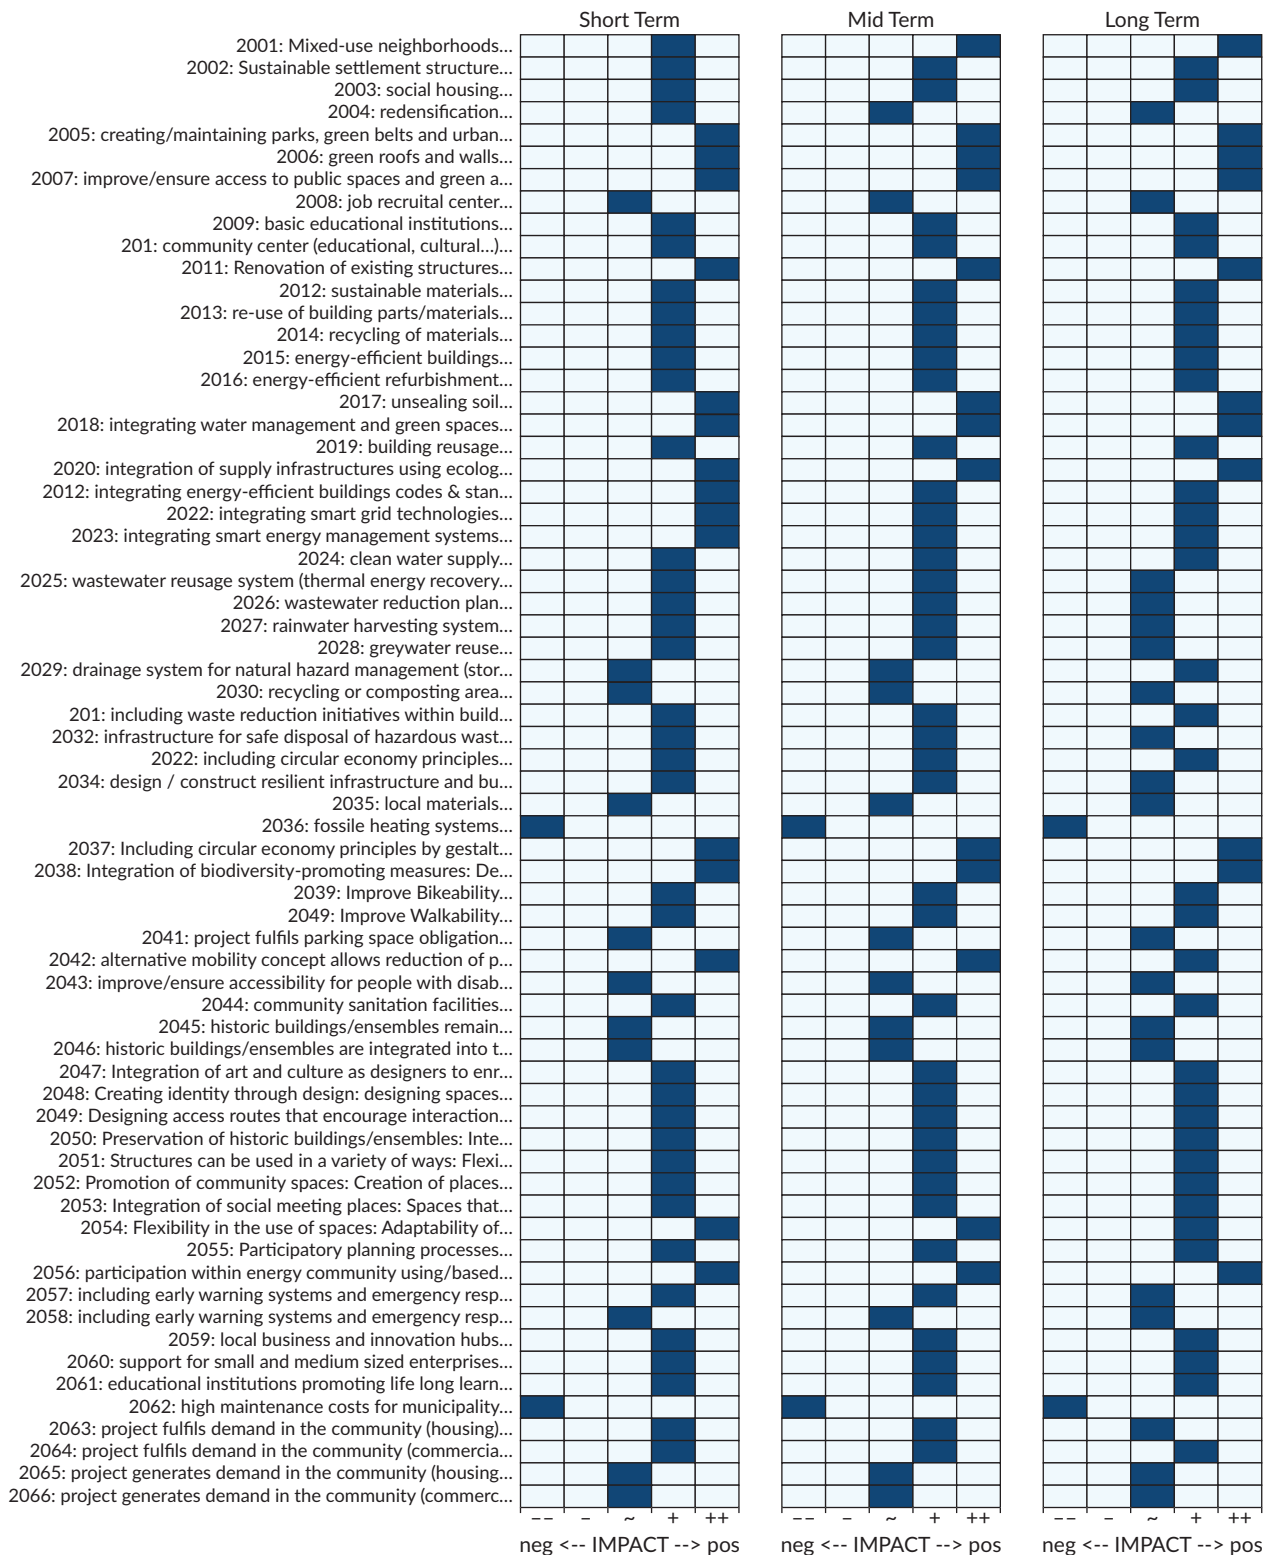 Short Term
Mid Term
Long Term
2001: Mixed-use neighborhoods...
2002: Sustainable settlement structure...
2003: social housing...
2004: redensification...
2005: creating/maintaining parks, green belts and urban...
2006: green roofs and walls...
2007: improve/ensure access to public spaces and green a...
2008: job recruital center...
2009: basic educational institutions...
201: community center (educational, cultural...)...
2011: Renovation of existing structures...
2012: sustainable materials...
2013: re-use of building parts/materials...
2014: recycling of materials...
2015: energy-efficient buildings...
2016: energy-efficient refurbishment...
2017: unsealing soil...
2018: integrating water management and green spaces...
2019: building reusage...
2020: integration of supply infrastructures using ecolog...
2012: integrating energy-efficient buildings codes & stan...
2022: integrating smart grid technologies...
2023: integrating smart energy management systems...
2024: clean water supply...
2025: wastewater reusage system (thermal energy recovery...
2026: wastewater reduction plan...
2027: rainwater harvesting system...
2028: greywater reuse...
2029: drainage system for natural hazard management (stor...
2030: recycling or composting area...
201: including waste reduction initiatives within build...
2032: infrastructure for safe disposal of hazardous wast...
2022: including circular economy principles...
2034: design / construct resilient infrastructure and bu...
2035: local materials...
2036: fossile heating systems...
2037: Including circular economy principles by gestalt...
2038: Integration of biodiversity-promoting measures: De...
2039: Improve Bikeability...
2049: Improve Walkability...
2041: project fulfils parking space obligation...
2042: alternative mobility concept allows reduction of p...
2043: improve/ensure accessibility for people with disab...
2044: community sanitation facilities...
2045: historic buildings/ensembles remain...
2046: historic buildings/ensembles are integrated into t...
2047: Integration of art and culture as designers to enr...
2048: Creating identity through design: designing spaces...
2049: Designing access routes that encourage interaction...
2050: Preservation of historic buildings/ensembles: Inte...
2051: Structures can be used in a variety of ways: Flexi...
2052: Promotion of community spaces: Creation of places...
2053: Integration of social meeting places: Spaces that...
2054: Flexibility in the use of spaces: Adaptability of...
2055: Participatory planning processes...
2056: participation within energy community using/based...
2057: including early warning systems and emergency resp...
2058: including early warning systems and emergency resp...
2059: local business and innovation hubs...
2060: support for small and medium sized enterprises...
2061: educational institutions promoting life long learn...
2062: high maintenance costs for municipality...
2063: project fulfils demand in the community (housing)...
2064: project fulfils demand in the community (commercia...
2065: project generates demand in the community (housing...
2066: project generates demand in the community (commerc...
-- - ~ + ++
-- - ~ + ++
-- - ~ + ++
neg <-- IMPACT --> pos
neg <-- IMPACT --> pos
neg <-- IMPACT --> pos